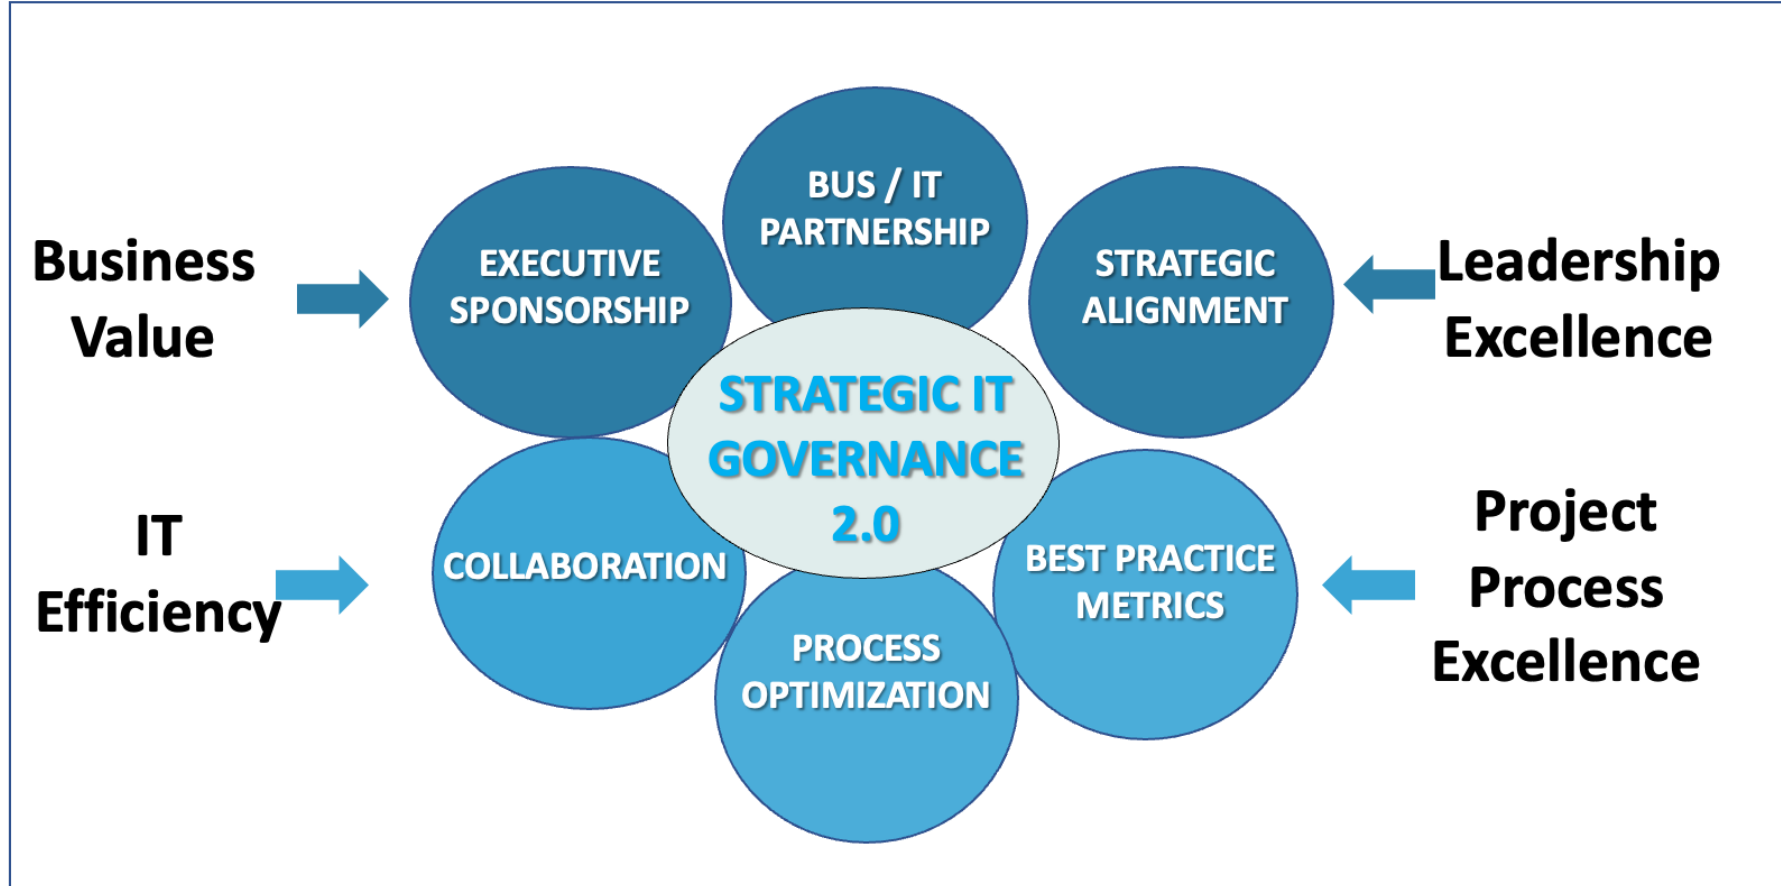 BUS / IT
PARTNERSHIP
EXECUTIVE
SPONSORSHIP
STRATEGIC
ALIGNMENT
Business
Value
Leadership
Excellence
STRATEGIC IT
GOVERNANCE
2.0
IT
Efficiency
COLLABORATION
PROCESS
OPTIMIZATION
BEST PRACTICE
METRICS
Project
Process
Excellence